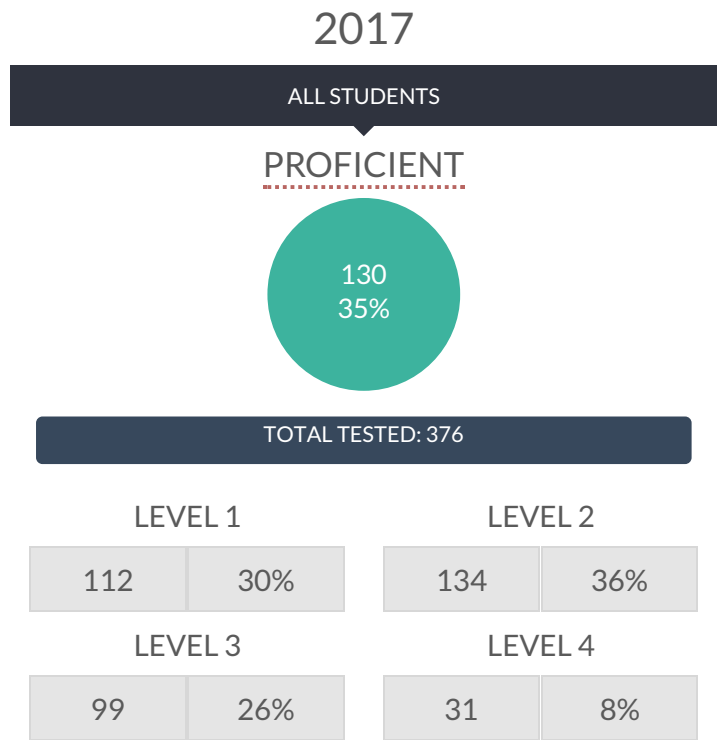 2017
ALL STUDENTS
PROFICIENT
130
35%
TOTAL TESTED: 376
LEVEL 1 LEVEL 2
112 30% 134 36%
LEVEL 3 LEVEL 4
99 26% 31 8%